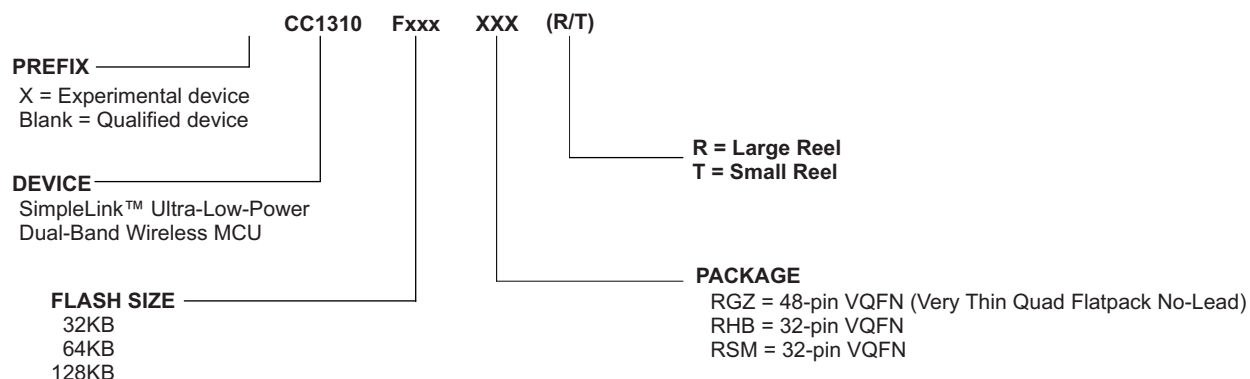 CC1310 Fxxx XXX (R/T)
PREFIX
X = Experimental device
Blank = Qualified device
R = Large Reel
T = Small Reel
DEVICE
SimpleLink™ Ultra-Low-Power
Dual-Band Wireless MCU
PACKAGE
RGZ = 48-pin VQFN (Very Thin Quad Flatpack No-Lead)
RHB = 32-pin VQFN
RSM = 32-pin VQFN
FLASH SIZE
32KB
64KB
128KB